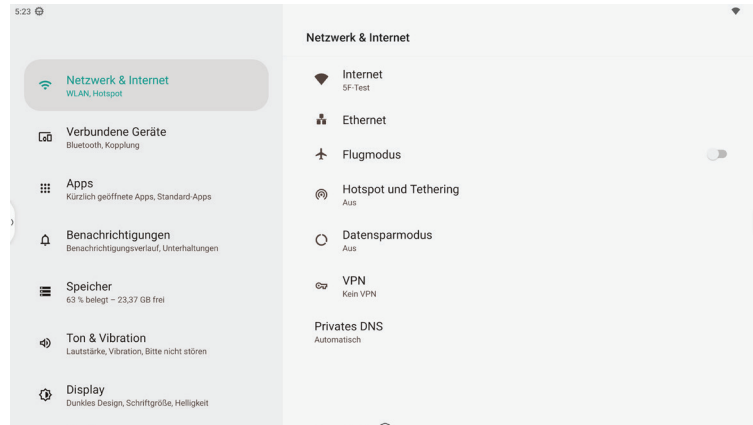 5:23
Netzwerk & Internet
WLAN, Hotspot
Verbundene Geräte
Bluetooth, Kopplung
Apps
Kürzlich geöffnete Apps, Standard-Apps
Benachrichtigungen
Benachrichtigungsverlauf, Unterhaltungen
Speicher
63 % belegt – 23,37 GB frei
Ton & Vibration
Lautstärke, Vibration, Bitte nicht stören
Display
Dunkles Design, Schriftgröße, Helligkeit
Netzwerk & Internet
Internet
5F-Test
Ethernet
Flugmodus
Hotspot und Tethering
Aus
Datensparmodus
Aus
VPN
Kein VPN
Privates DNS
Automatisch